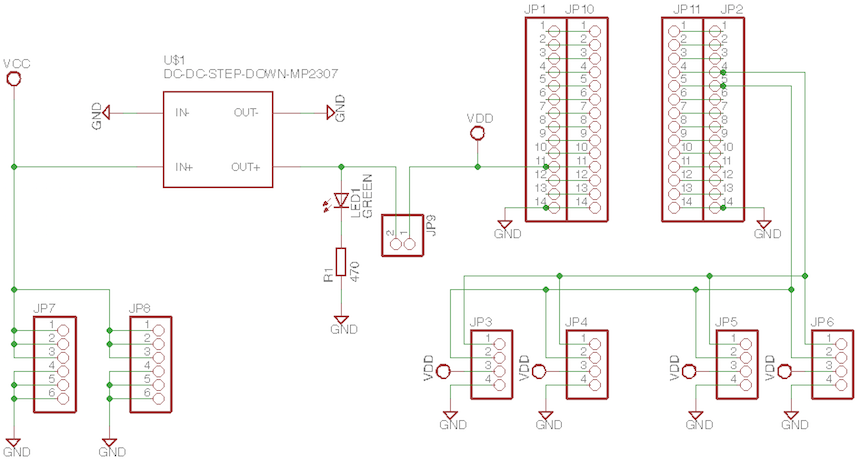 JP1 JP10 JP11 JP2
U$1
DC-DC-STEP-DOWN-MP2307
VCC
GND IN- OUT- GND
IN+ OUT+
VDD
LED1
GREEN
JP9
2 1
R1
470
GND
1 1
2 2
3 3
4 4
5 5
6 6
7 7
8 8
9 9
10 10
11 11
12 12
13 13
14 14
GND
1 1
2 2
3 3
4 4
5 5
6 6
7 7
8 8
9 9
10 10
11 11
12 12
13 13
14 14
GND
JP7 JP8
1 1
2 2
3 3
4 4
5 5
6 6
GND GND
JP3 JP4 JP5 JP6
1 1 1 1
2 2 2 2
VDD 3 VDD 3 VDD 3 VDD 3
4 4 4 4
GND GND GND GND